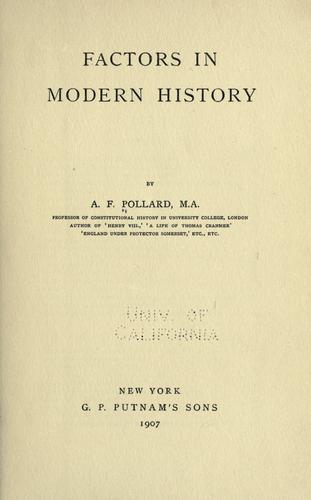 FACTORS IN
MODERN HISTORY
BY
A. F. POLLARD, M.A.
PROFESSOR OF CONSTITUTIONAL HISTORY IN UNIVERSITY COLLEGE, LONDON
AUTHOR OF 'HENRY VIII.,' 'A LIFE OF THOMAS CRANMER'
'ENGLAND UNDER PROTECTOR SOMERSET,' ETC., ETC.
UNIV. OF
CALIFORNIA
NEW YORK
G. P. PUTNAM'S SONS
1907